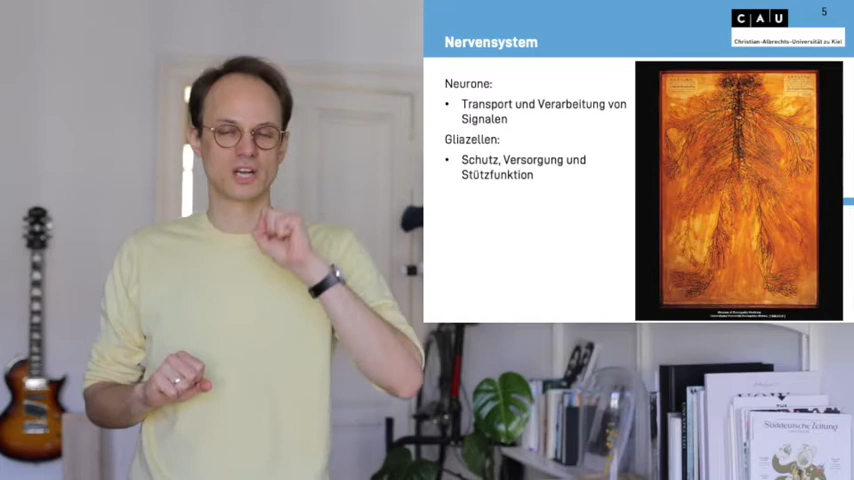 5
C A U
Christian-Albrechts-Universität zu Kiel
Nervensystem
Neurone:
• Transport und Verarbeitung von
Signalen
Gliazellen:
• Schutz, Versorgung und
Stützfunktion
Süddeutsche Zeitung